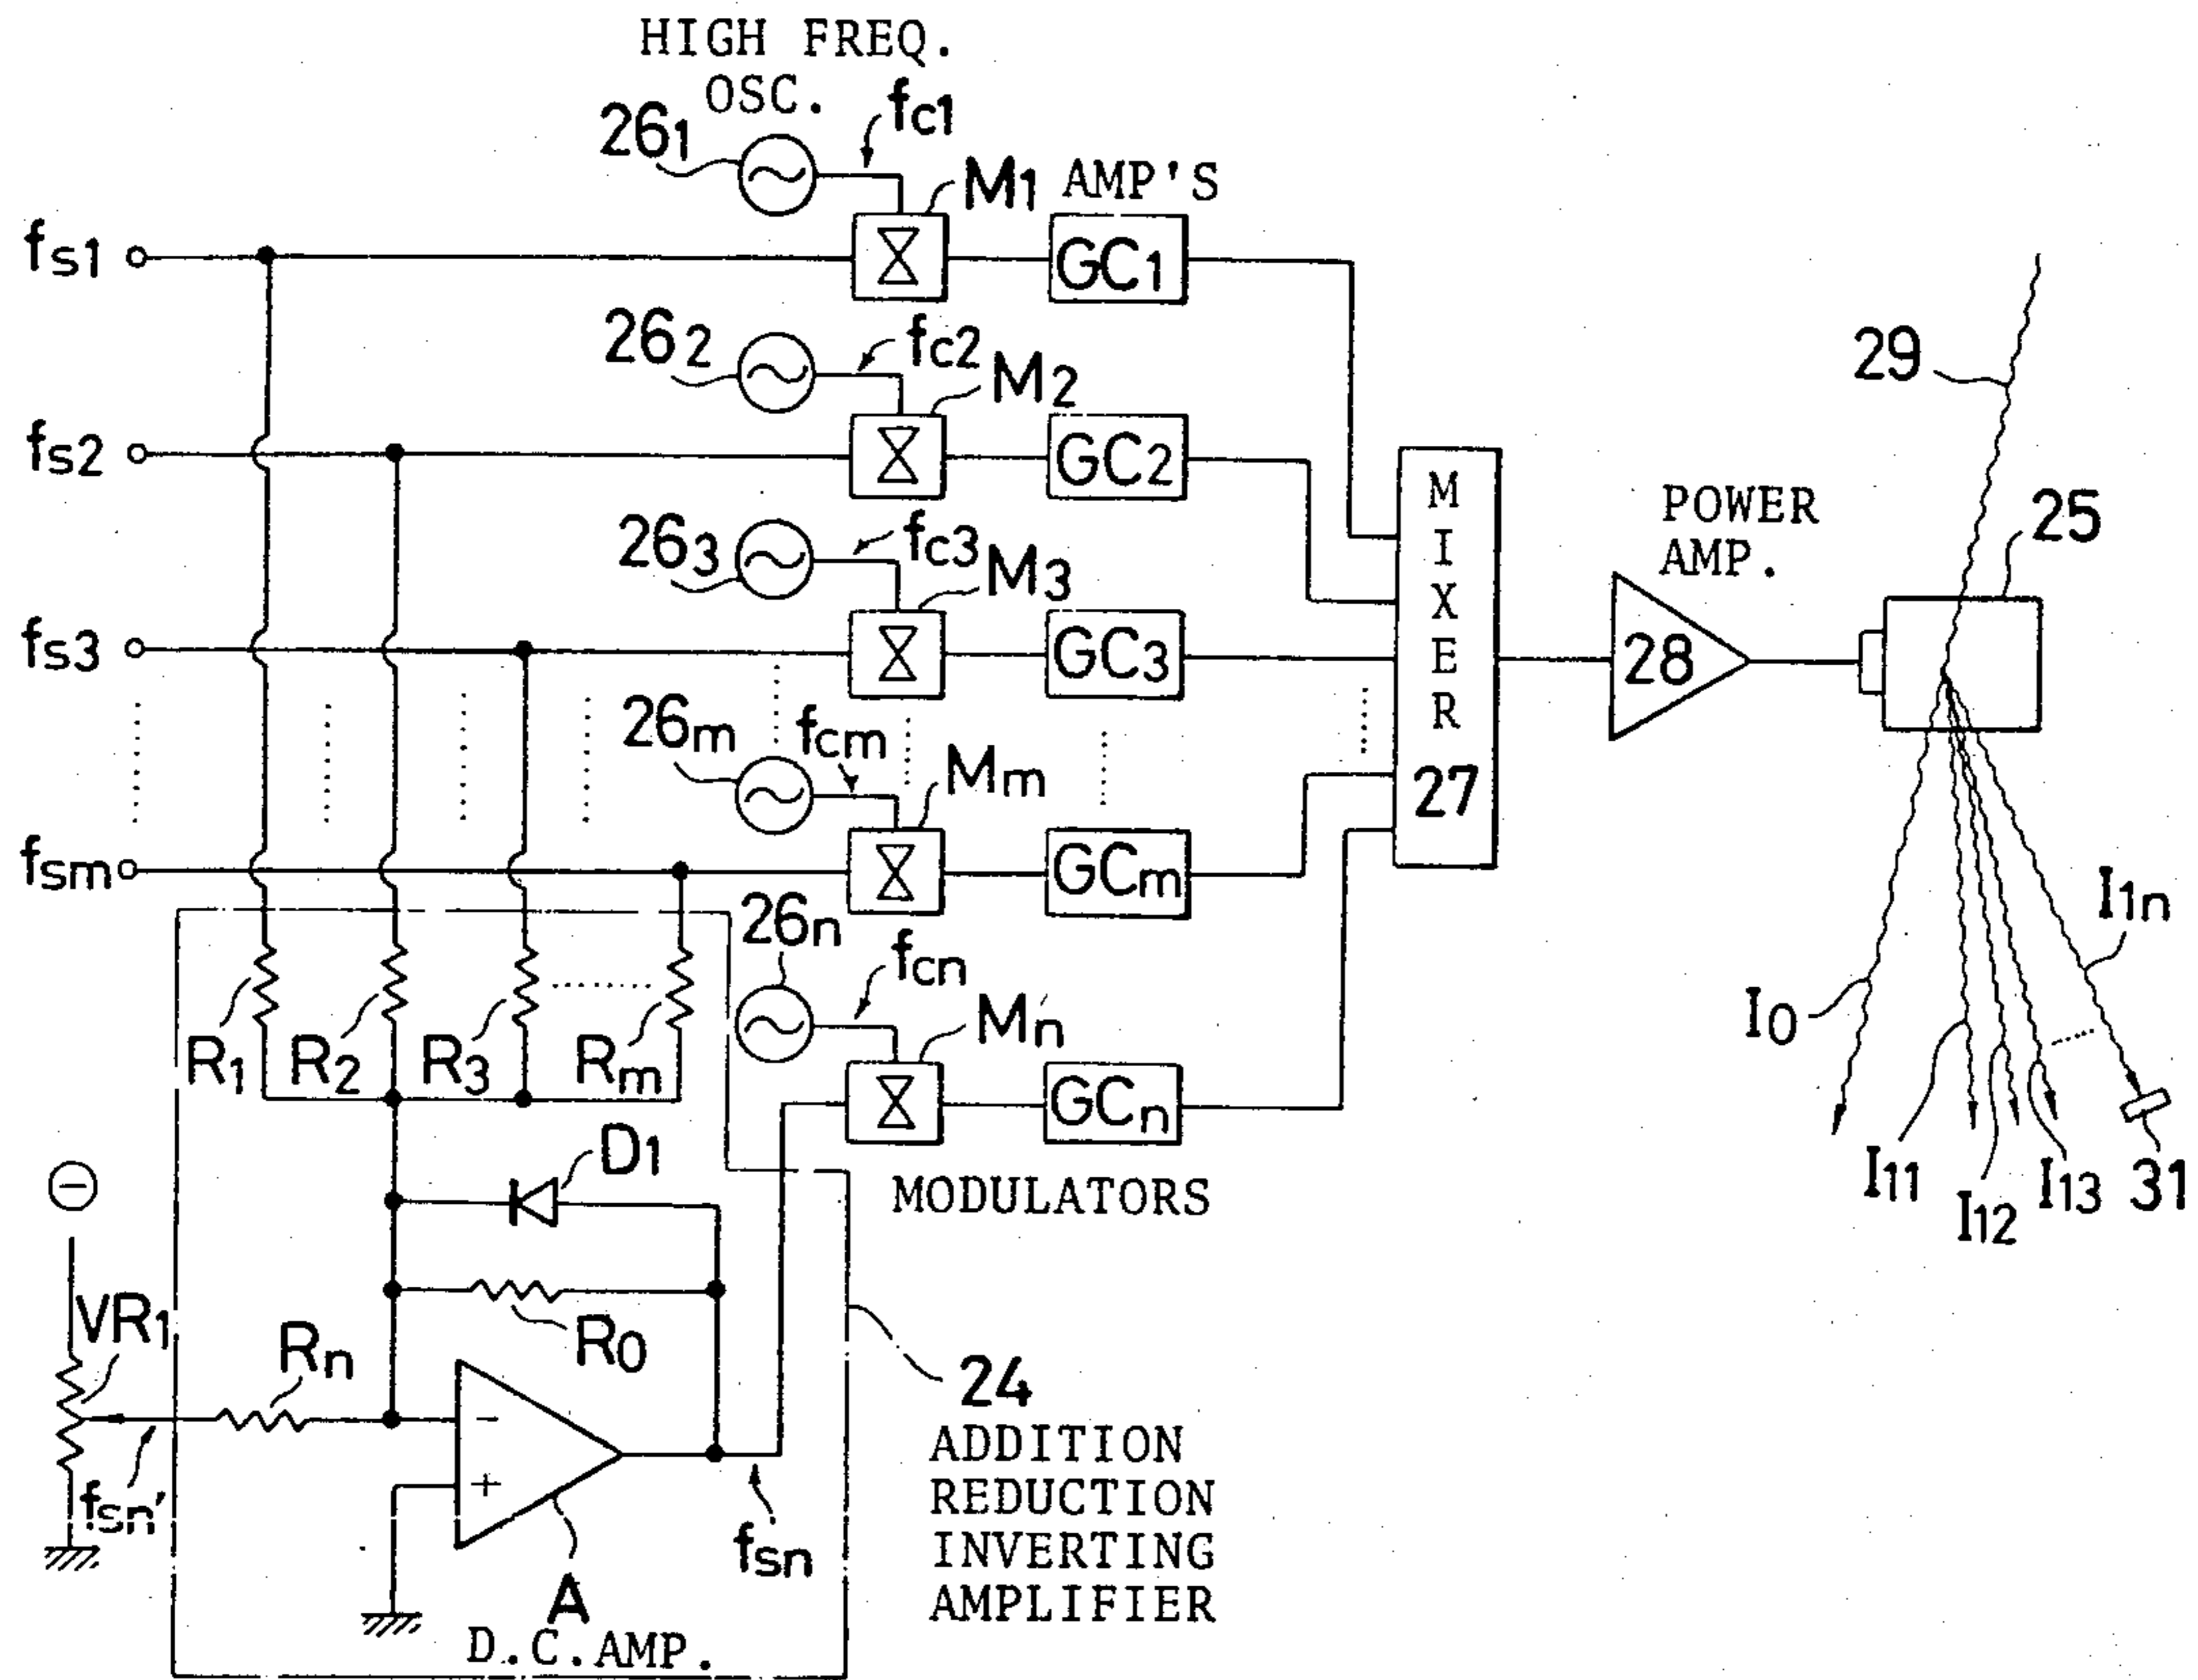 HIGH FREQ.
OSC.
26₁
fc1
M1
AMP'S
fs1
GC1
26₂
fc2
M2
29
fs2
GC2
MIXER
POWER
AMP.
25
26₃
fc3
M3
fs3
GC3
28
26m
fcm
Mm
27
fsm
GCm
26n
fcn
I1n
Mn
I0
R1
R2
R3
Rm
GCn
D1
MODULATORS
I11
I12
I13
31
−
VR1
Rn
R0
24
ADDITION
REDUCTION
INVERTING
AMPLIFIER
−
+
fsn'
fsn
A
D.C.AMP.